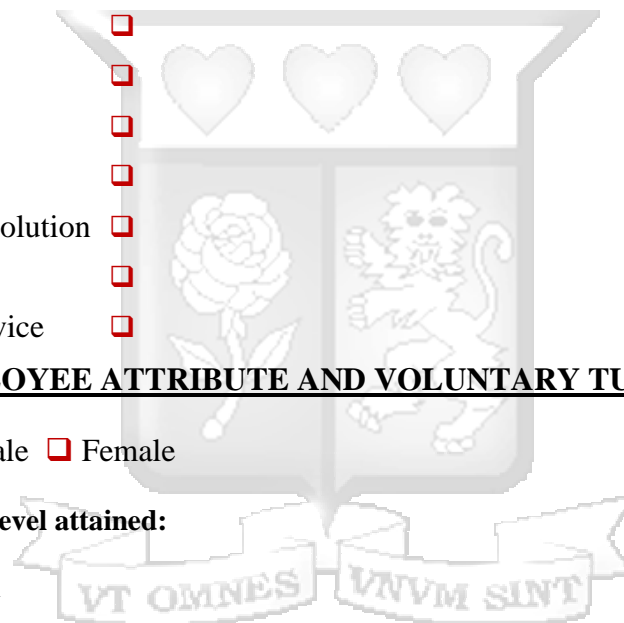 ❑
❑
❑
❑
olution ❑
❑
vice ❑
OYEE ATTRIBUTE AND VOLUNTARY TU
ale ❑ Female
evel attained:
VT OMNES VNVM SINT